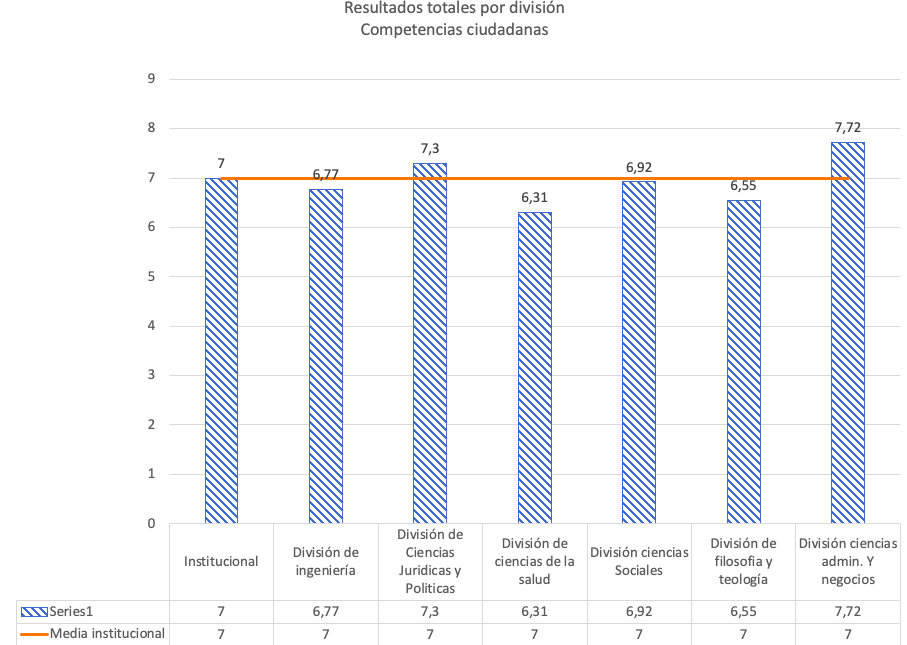 Resultados totales por división
Competencias ciudadanas
9
8
7
6
5
4
3
2
1
0
7
6,77
7,3
6,31
6,92
6,55
7,72
Institucional
División de
ingeniería
División de
Ciencias
Juridicas y
Politicas
División de
ciencias de la
salud
División ciencias
Sociales
División de
filosofia y
teología
División ciencias
admin. Y
negocios
Series1 7 6,77 7,3 6,31 6,92 6,55 7,72
Media institucional 7 7 7 7 7 7 7